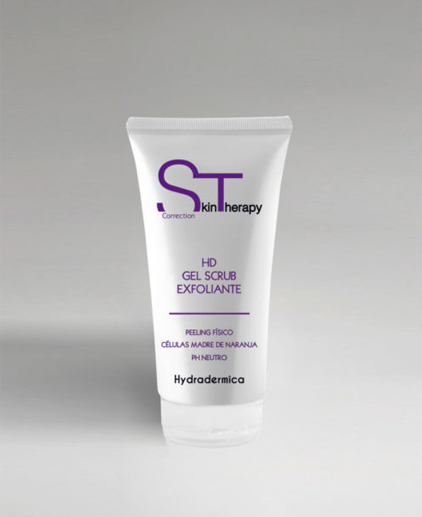 SkinTherapy
Correction
HD
GEL SCRUB
EXFOLIANTE
PEELING FÍSICO
CÉLULAS MADRE DE NARANJA
PH NEUTRO
Hydradermica